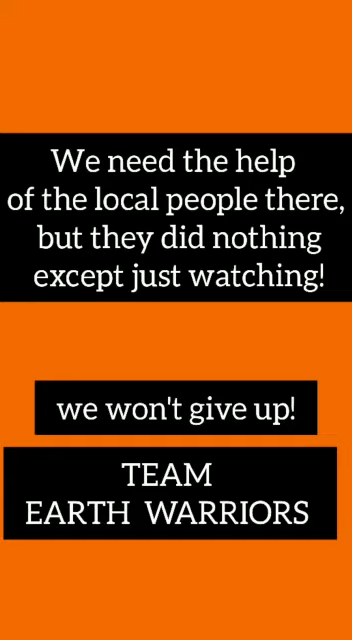 We need the help
of the local people there,
but they did nothing
except just watching!
we won't give up!
TEAM
EARTH WARRIORS